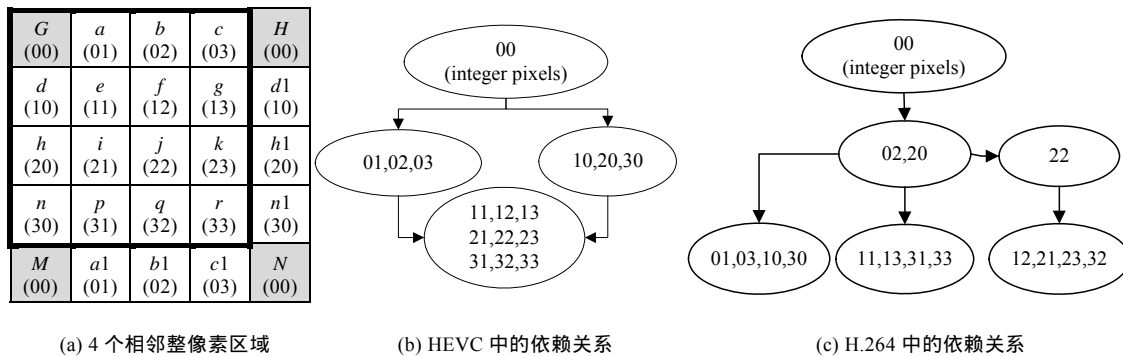 G a b c H
(00) (01) (02) (03) (00)
d e f g d1
(10) (11) (12) (13) (10)
h i j k h1
(20) (21) (22) (23) (20)
n p q r n1
(30) (31) (32) (33) (30)
M a1 b1 c1 N
(00) (01) (02) (03) (00)
(a) 4 个相邻整像素区域
00
(integer pixels)
01,02,03
10,20,30
11,12,13
21,22,23
31,32,33
(b) HEVC 中的依赖关系
00
(integer pixels)
02,20
22
01,03,10,30
11,13,31,33
12,21,23,32
(c) H.264 中的依赖关系